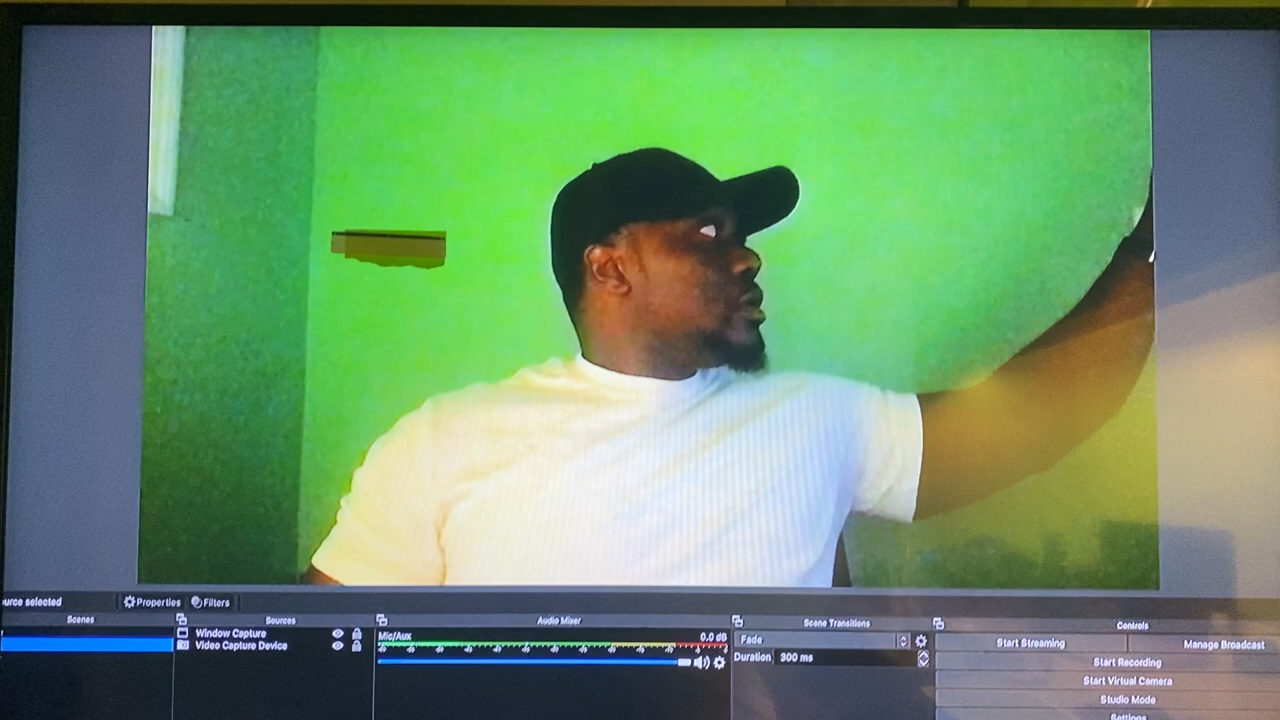 urce selected Properties Filters
Scenes Sources Audio Mixer Scene Transitions Controls
Window Capture
Video Capture Device
Mic/Aux 0.0 dB
Fade
Duration 300 ms
Start Streaming Manage Broadcast
Start Recording
Start Virtual Camera
Studio Mode
Settings